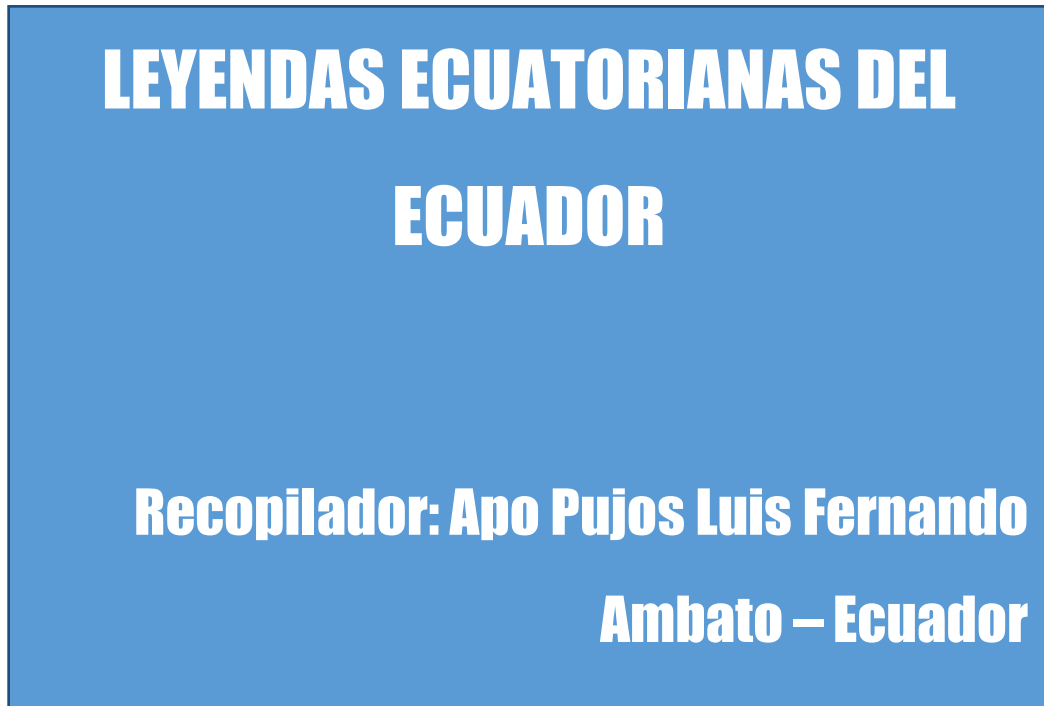 LEYENDAS ECUATORIANAS DEL
ECUADOR
Recopilador: Apo Pujos Luis Fernando
Ambato – Ecuador